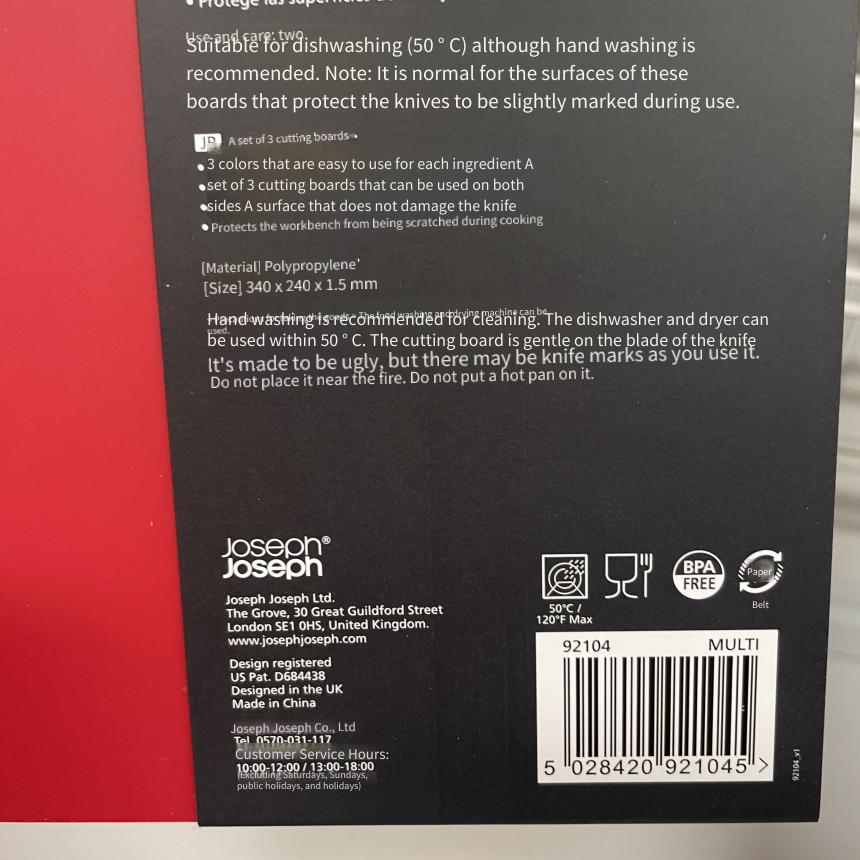 • Protege las
Use and care: two
Suitable for dishwashing (50 ° C) although hand washing is
recommended. Note: It is normal for the surfaces of these
boards that protect the knives to be slightly marked during use.
JP A set of 3 cutting boards
• 3 colors that are easy to use for each ingredient A
• set of 3 cutting boards that can be used on both
• sides A surface that does not damage the knife
• Protects the workbench from being scratched during cooking
[Material] Polypropylene
[Size] 340 x 240 x 1.5 mm
washing and drying machine can be
used.
Hand washing is recommended for cleaning. The dishwasher and dryer can
be used within 50 ° C. The cutting board is gentle on the blade of the knife
It's made to be ugly, but there may be knife marks as you use it.
Do not place it near the fire. Do not put a hot pan on it.
Joseph®
Joseph
Joseph Joseph Ltd.
The Grove, 30 Great Guildford Street
London SE1 0HS, United Kingdom.
www.josephjoseph.com
Design registered
US Pat. D684438
Designed in the UK
Made in China
Joseph Joseph Co., Ltd
Tel 0570-031-117
Customer Service Hours:
10:00-12:00 / 13:00-18:00
(Excluding Saturdays, Sundays,
public holidays, and holidays)
50°C /
120°F Max
BPA
FREE
Paper
Belt
92104 MULTI
5 028420 921045 >
92104_v1